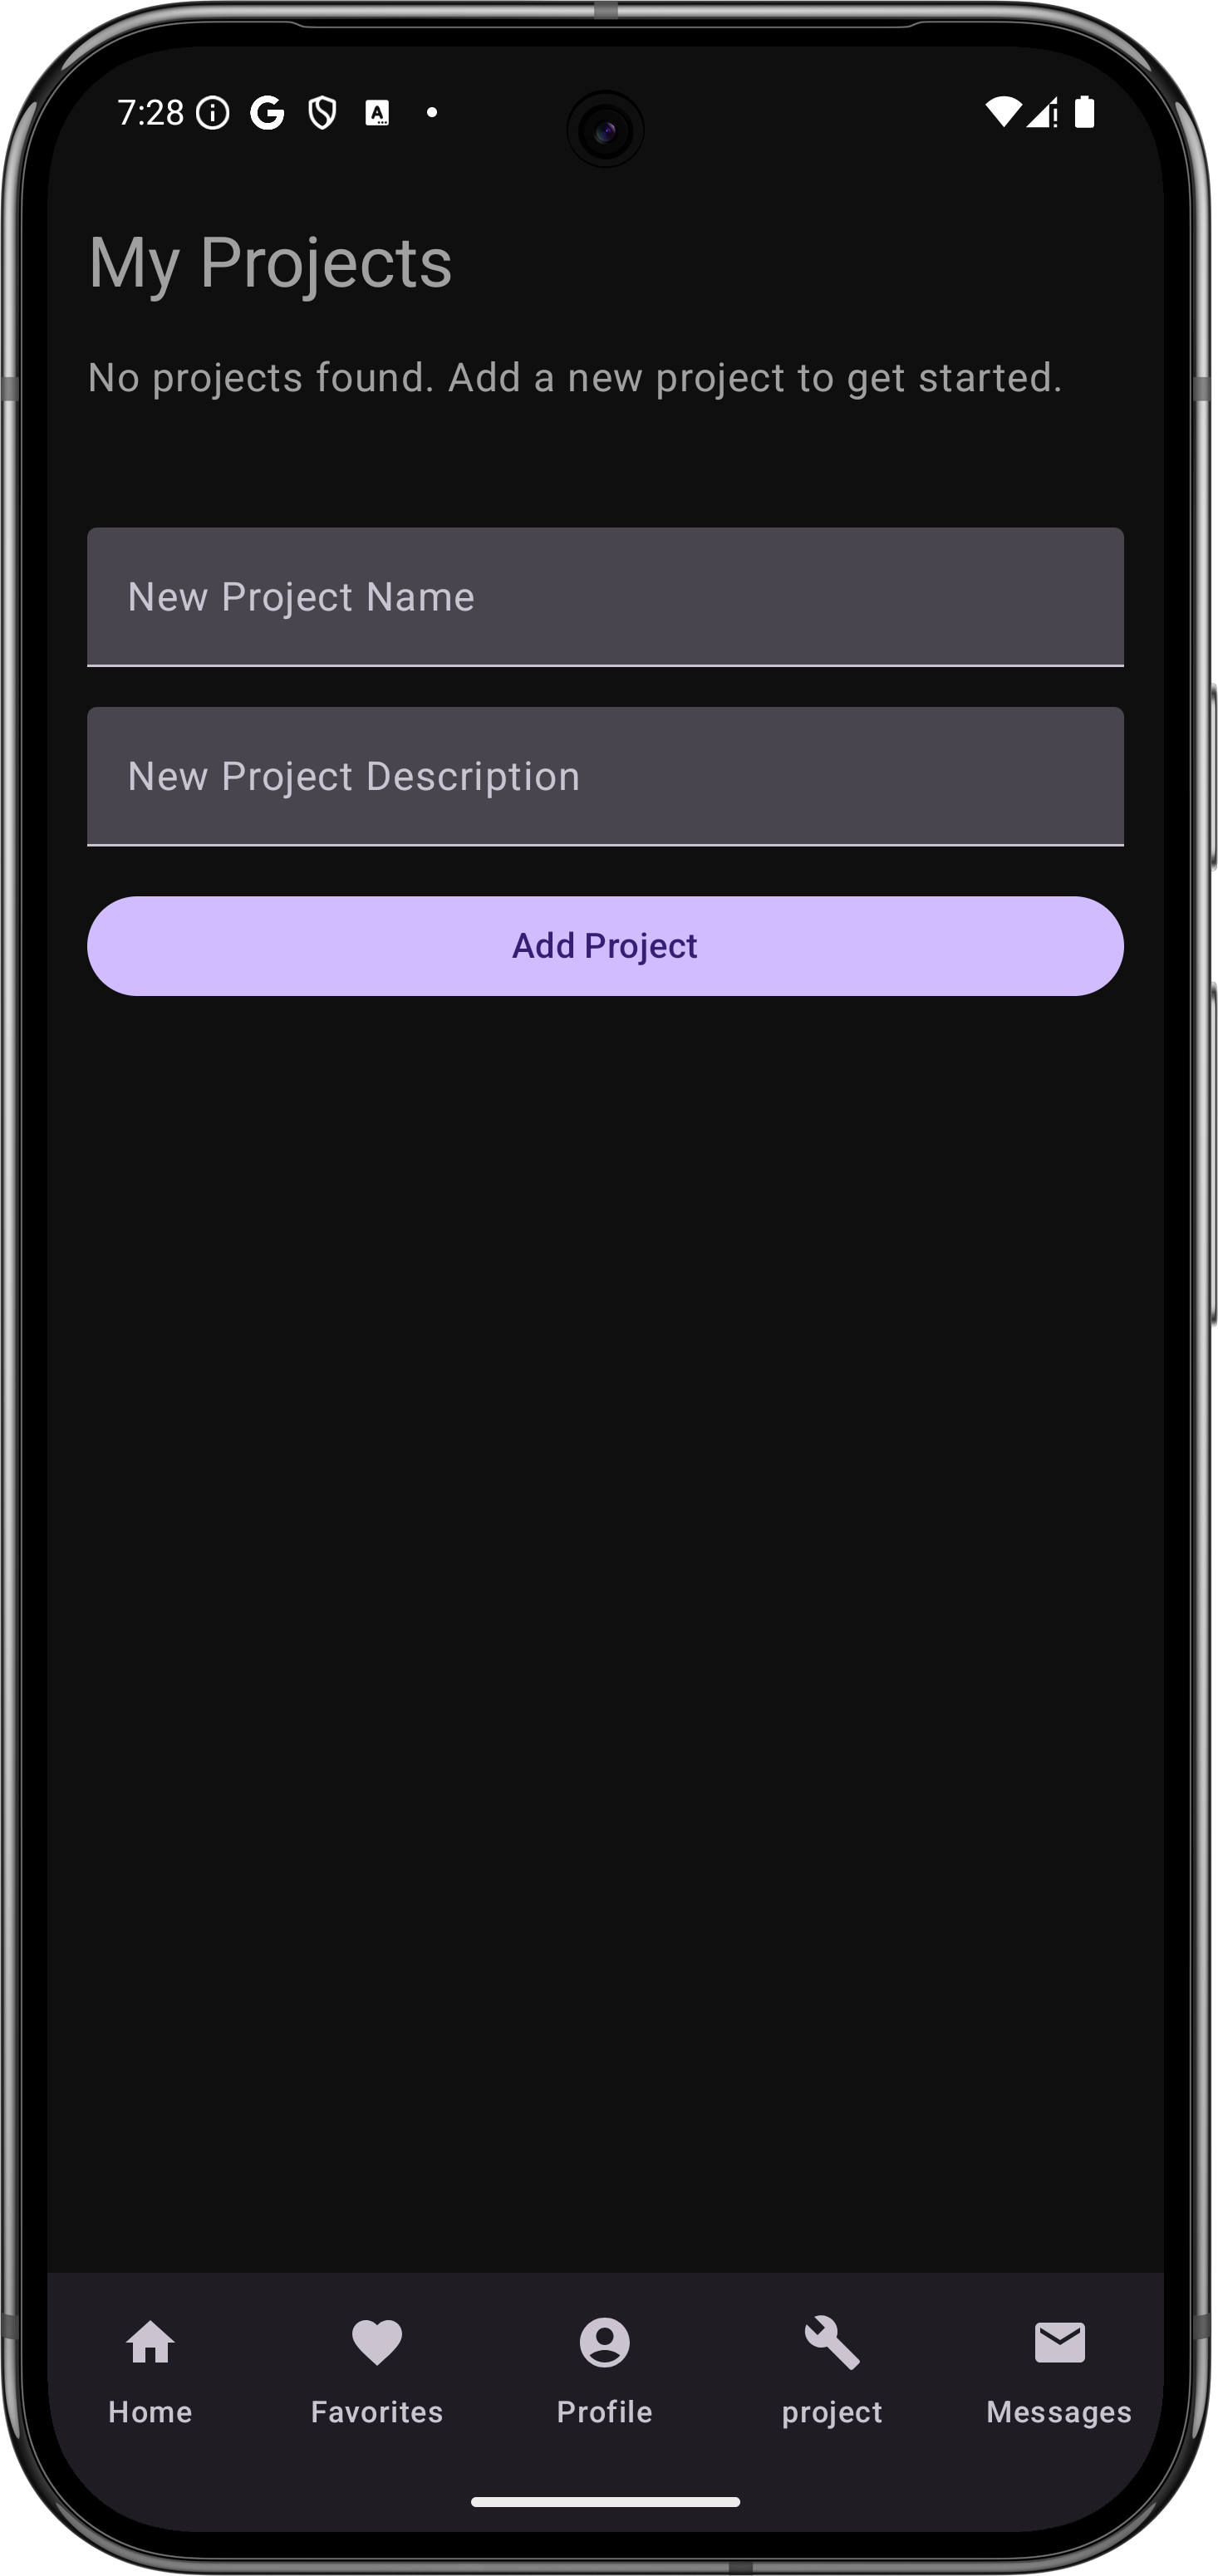 7:28
My Projects
No projects found. Add a new project to get started.
New Project Name
New Project Description
Add Project
Home Favorites Profile project Messages